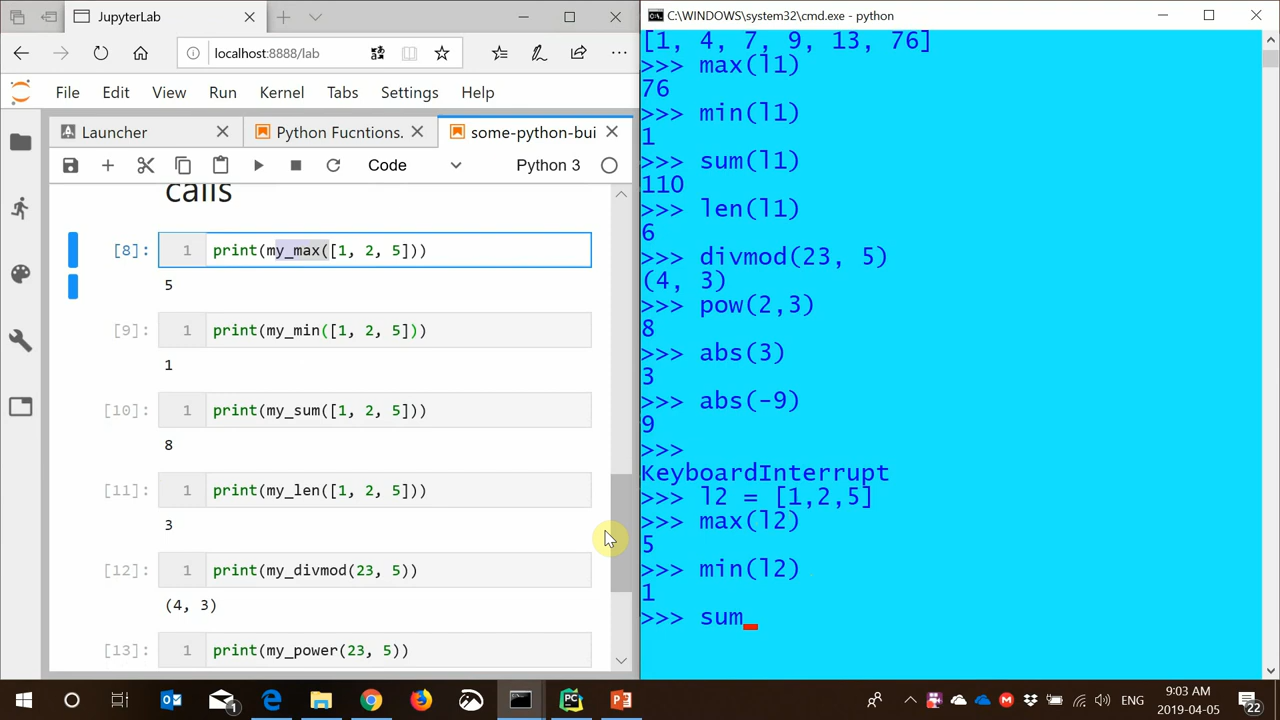 JupyterLab
localhost:8888/lab
File Edit View Run Kernel Tabs Settings Help
Launcher
Python Fucntions.
some-python-bui
Code
Python 3
calls
[8]: 1 print(my_max([1, 2, 5]))
5
[9]: 1 print(my_min([1, 2, 5]))
1
[10]: 1 print(my_sum([1, 2, 5]))
8
[11]: 1 print(my_len([1, 2, 5]))
3
[12]: 1 print(my_divmod(23, 5))
(4, 3)
[13]: 1 print(my_power(23, 5))
C:\WINDOWS\system32\cmd.exe - python
[1, 4, 7, 9, 13, 76]
>>> max(l1)
76
>>> min(l1)
1
>>> sum(l1)
110
>>> len(l1)
6
>>> divmod(23, 5)
(4, 3)
>>> pow(2,3)
8
>>> abs(3)
3
>>> abs(-9)
9
>>>
KeyboardInterrupt
>>> l2 = [1,2,5]
>>> max(l2)
5
>>> min(l2)
1
>>> sum
1
ENG
9:03 AM
2019-04-05
22